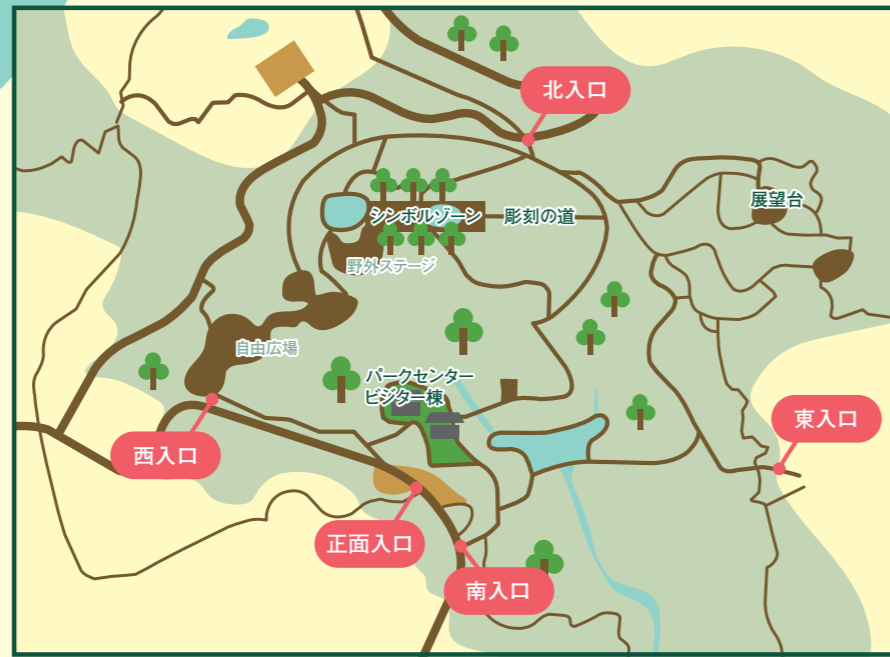 北入口
展望台
シンボルゾーン
彫刻の道
野外ステージ
自由広場
パークセンター
ビジター棟
東入口
西入口
正面入口
南入口